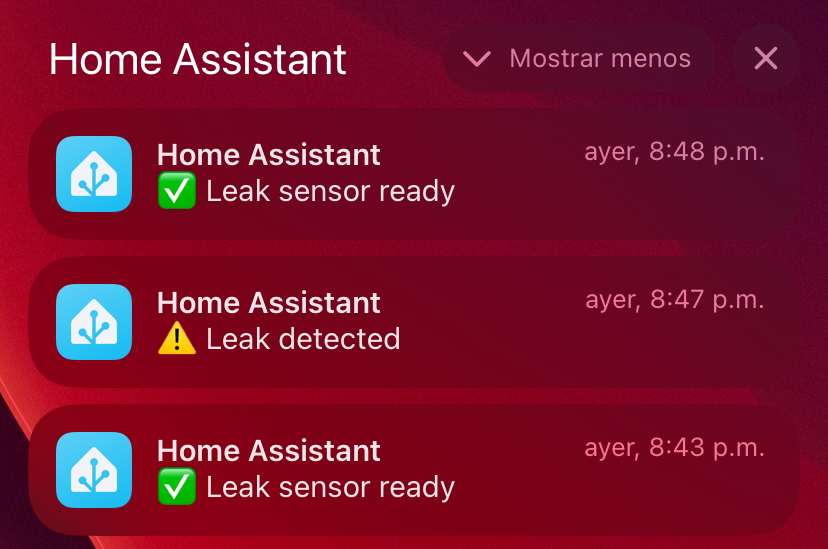 Home Assistant
Mostrar menos
Home Assistant
ayer, 8:48 p.m.
✅ Leak sensor ready
Home Assistant
ayer, 8:47 p.m.
⚠️ Leak detected
Home Assistant
ayer, 8:43 p.m.
✅ Leak sensor ready